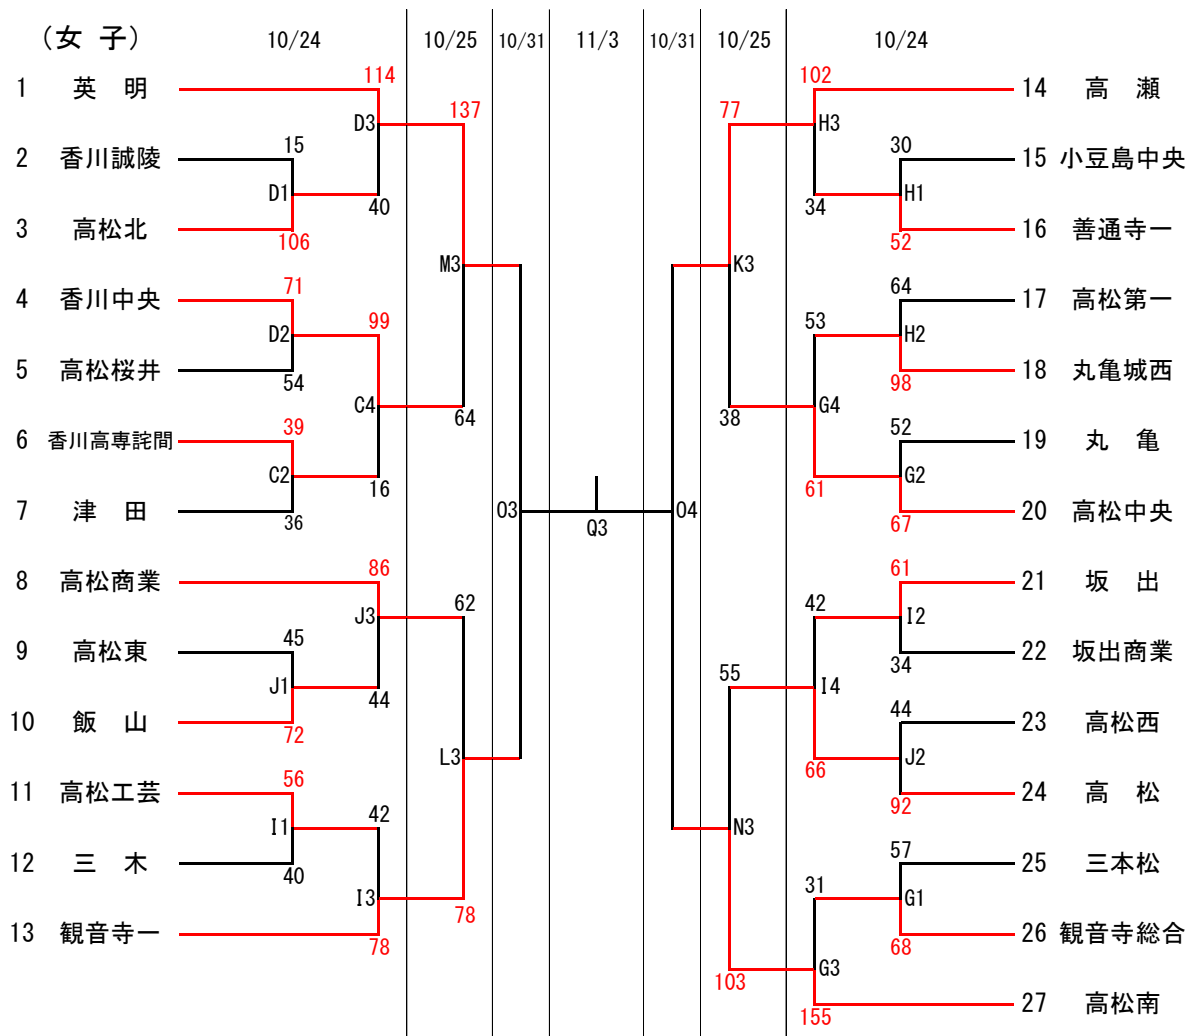 （女 子） 10/24 10/25 10/31 11/3 10/31 10/25 10/24
114 102
1 英 明 14 高 瀬
137 77
D3 H3
15 30
2 香川誠陵 15 小豆島中央
D1 H1
40 34
3 高松北 16 善通寺一
106 52
M3 K3
71 64
4 香川中央 17 高松第一
99 53
D2 H2
5 高松桜井 18 丸亀城西
54 98
C4 G4
64 38
39 52
6 香川高専詫間 19 丸 亀
C2 G2
16 61
7 津 田 O3 O4 20 高松中央
36 Q3 67
86 61
8 高松商業 21 坂 出
62 42
J3 I2
45
9 高松東 22 坂出商業
34
55
J1 I4
44 44
10 飯 山 23 高松西
72
L3 J2
66
56
11 高松工芸 24 高 松
92
42
I1 N3
57
12 三 木 25 三本松
40
31
I3 G1
78
13 観音寺一 26 観音寺総合
78 68
G3
103
27 高松南
155